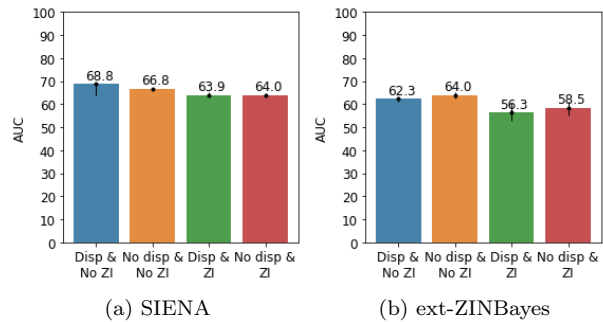 100
90
80
70
60
50
40
30
20
10
0
AUC
68.8
66.8
63.9
64.0
Disp &
No ZI
No disp &
No ZI
Disp &
ZI
No disp &
ZI
(a) SIENA
100
90
80
70
60
50
40
30
20
10
0
AUC
62.3
64.0
56.3
58.5
Disp &
No ZI
No disp &
No ZI
Disp &
ZI
No disp &
ZI
(b) ext-ZINBayes